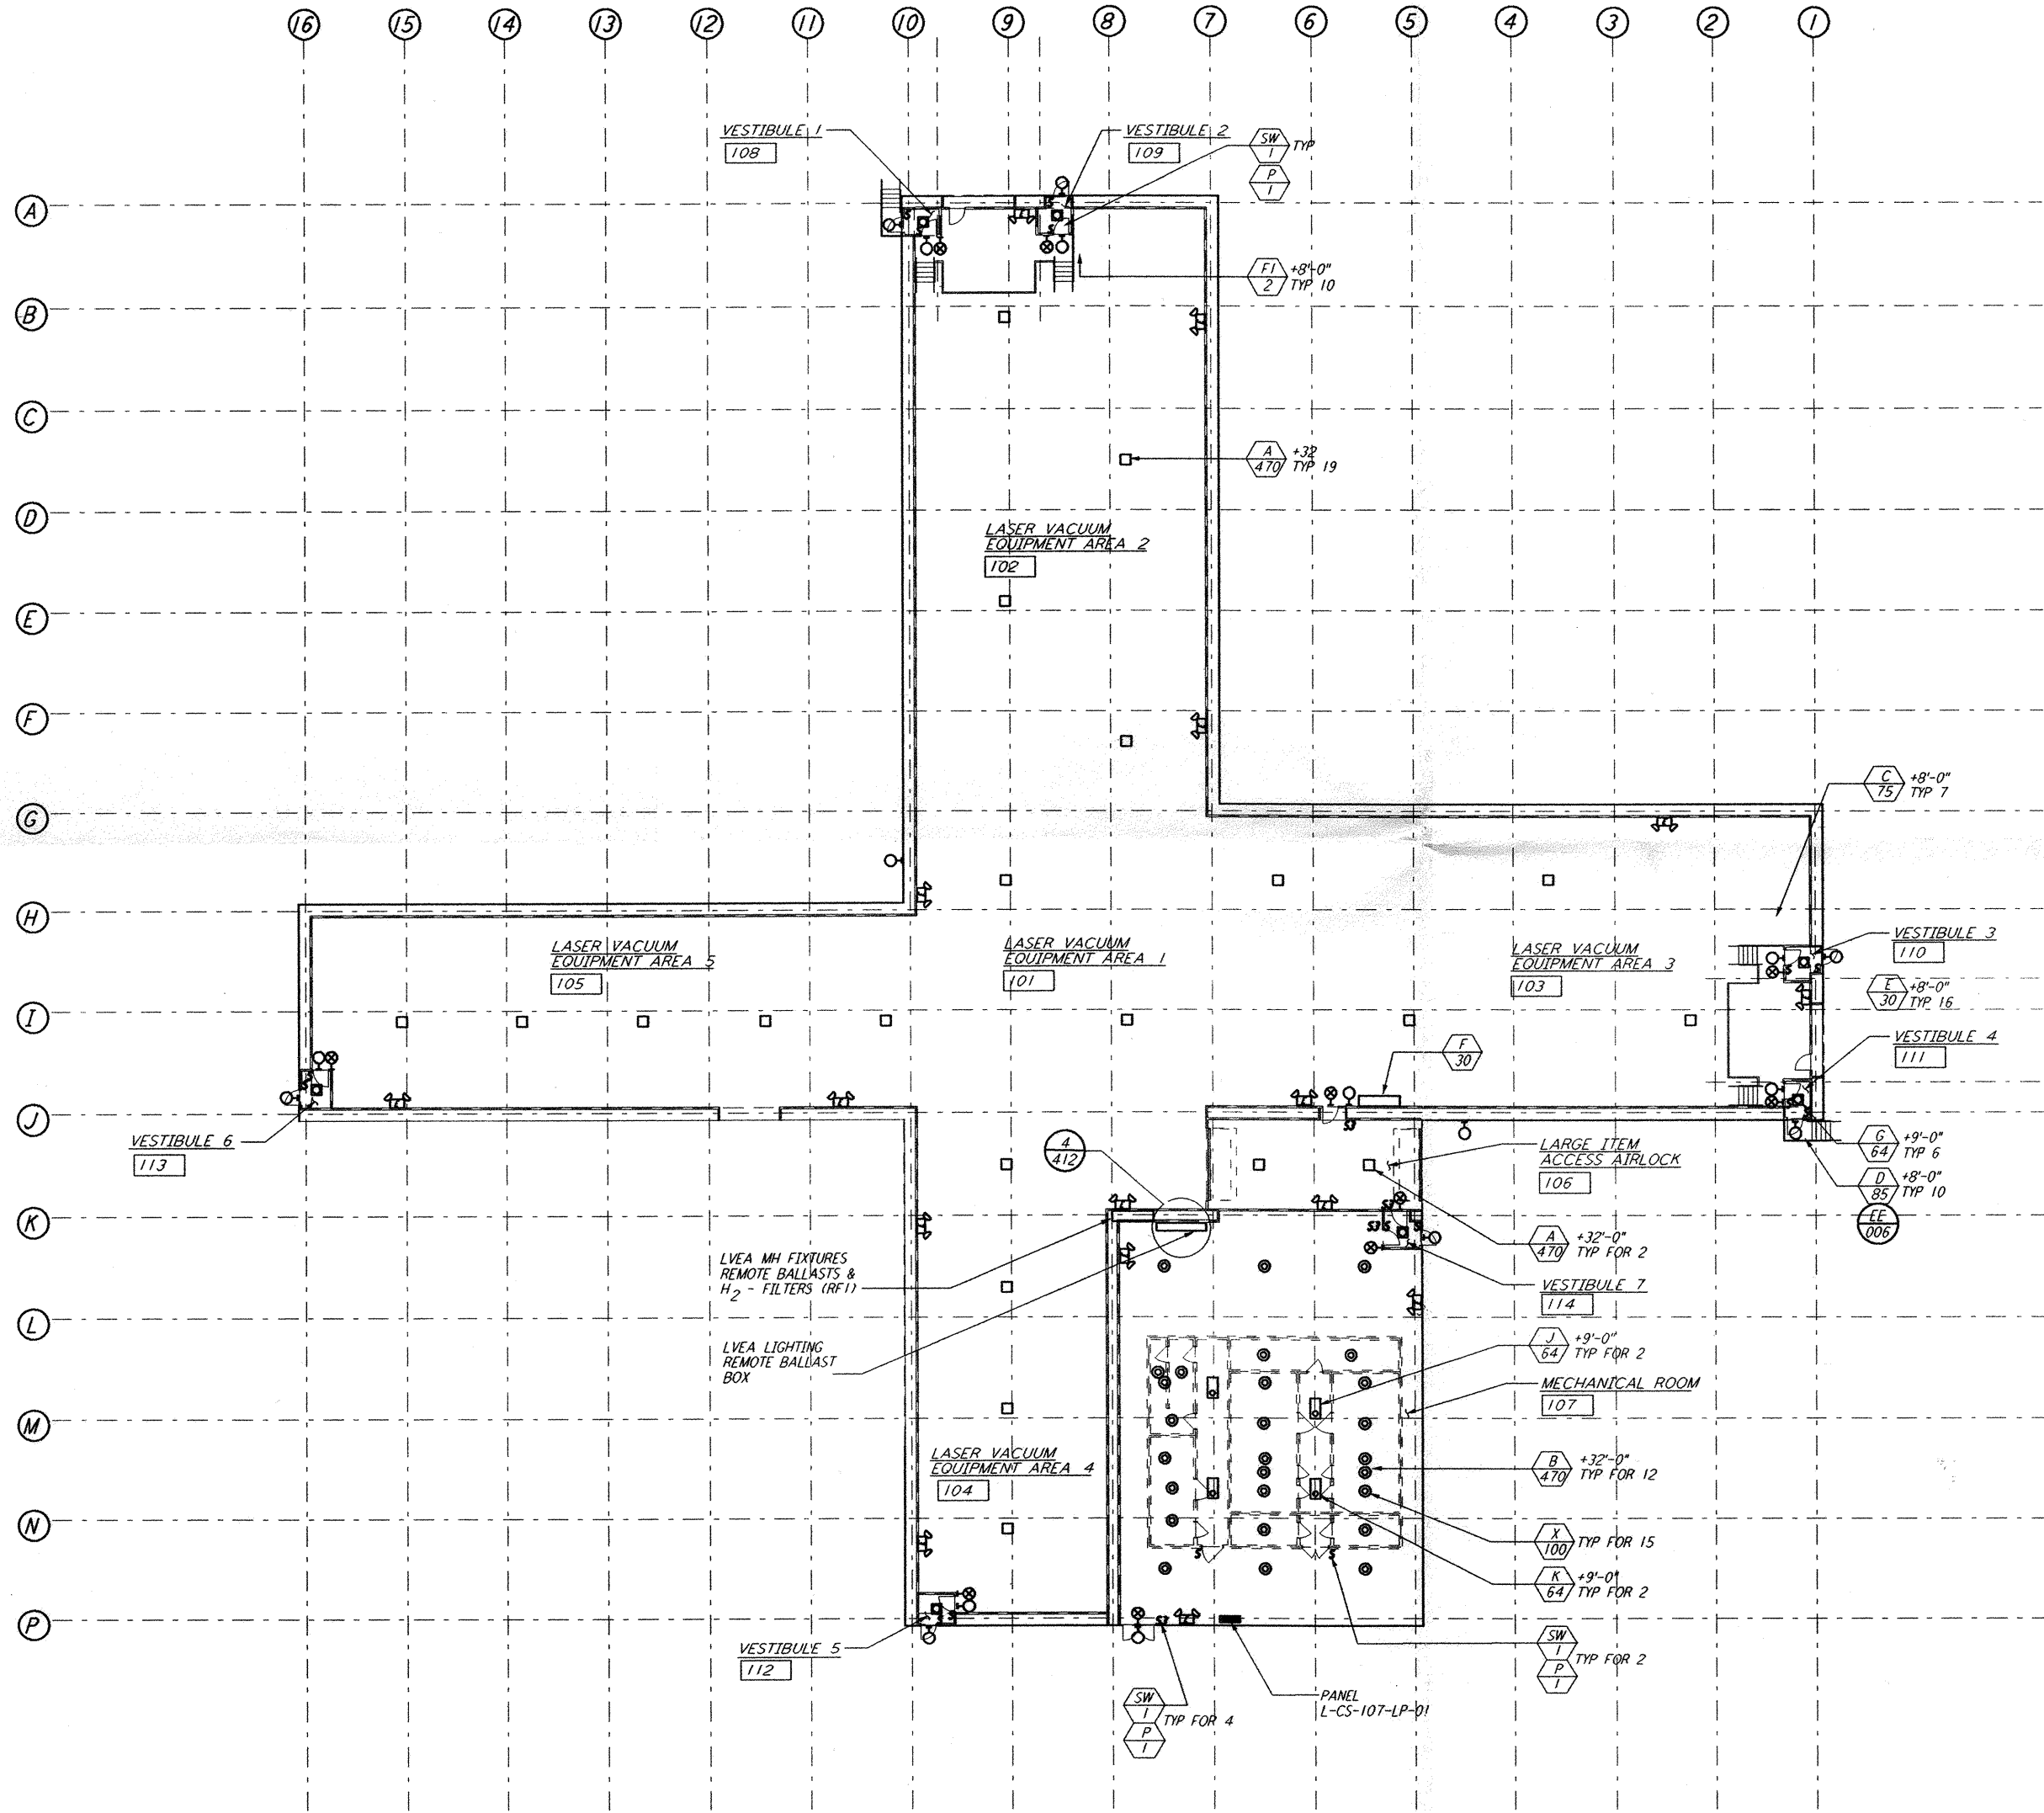 16 15 14 13 12 11 10 9 8 7 6 5 4 3 2 1
VESTIBULE 1
108
VESTIBULE 2
109
SW
1
TYP
P
1
A
F1
2
+8'-0"
TYP 10
B
C
A
470
+32
TYP 19
D
LASER VACUUM
EQUIPMENT AREA 2
102
E
F
C
75
+8'-0"
TYP 7
G
H
LASER VACUUM
EQUIPMENT AREA 5
105
LASER VACUUM
EQUIPMENT AREA 1
101
LASER VACUUM
EQUIPMENT AREA 3
103
VESTIBULE 3
110
E
30
+8'-0"
TYP 16
I
VESTIBULE 4
111
F
30
J
VESTIBULE 6
113
4
412
LARGE ITEM
ACCESS AIRLOCK
106
G
64
+9'-0"
TYP 6
D
85
+8'-0"
TYP 10
EE
006
K
S3
S3
S3
A
470
+32'-0"
TYP FOR 2
LVEA MH FIXTURES
REMOTE BALLASTS &
H2 - FILTERS (RFI)
VESTIBULE 7
114
L
LVEA LIGHTING
REMOTE BALLAST
BOX
J
64
+9'-0"
TYP FOR 2
MECHANICAL ROOM
107
M
LASER VACUUM
EQUIPMENT AREA 4
104
B
470
+32'-0"
TYP FOR 12
N
X
100
TYP FOR 15
K
64
+9'-0"
TYP FOR 2
S
S
P
S3
VESTIBULE 5
112
SW
1
P
1
TYP FOR 2
SW
1
P
1
TYP FOR 4
PANEL
L-CS-107-LP-01